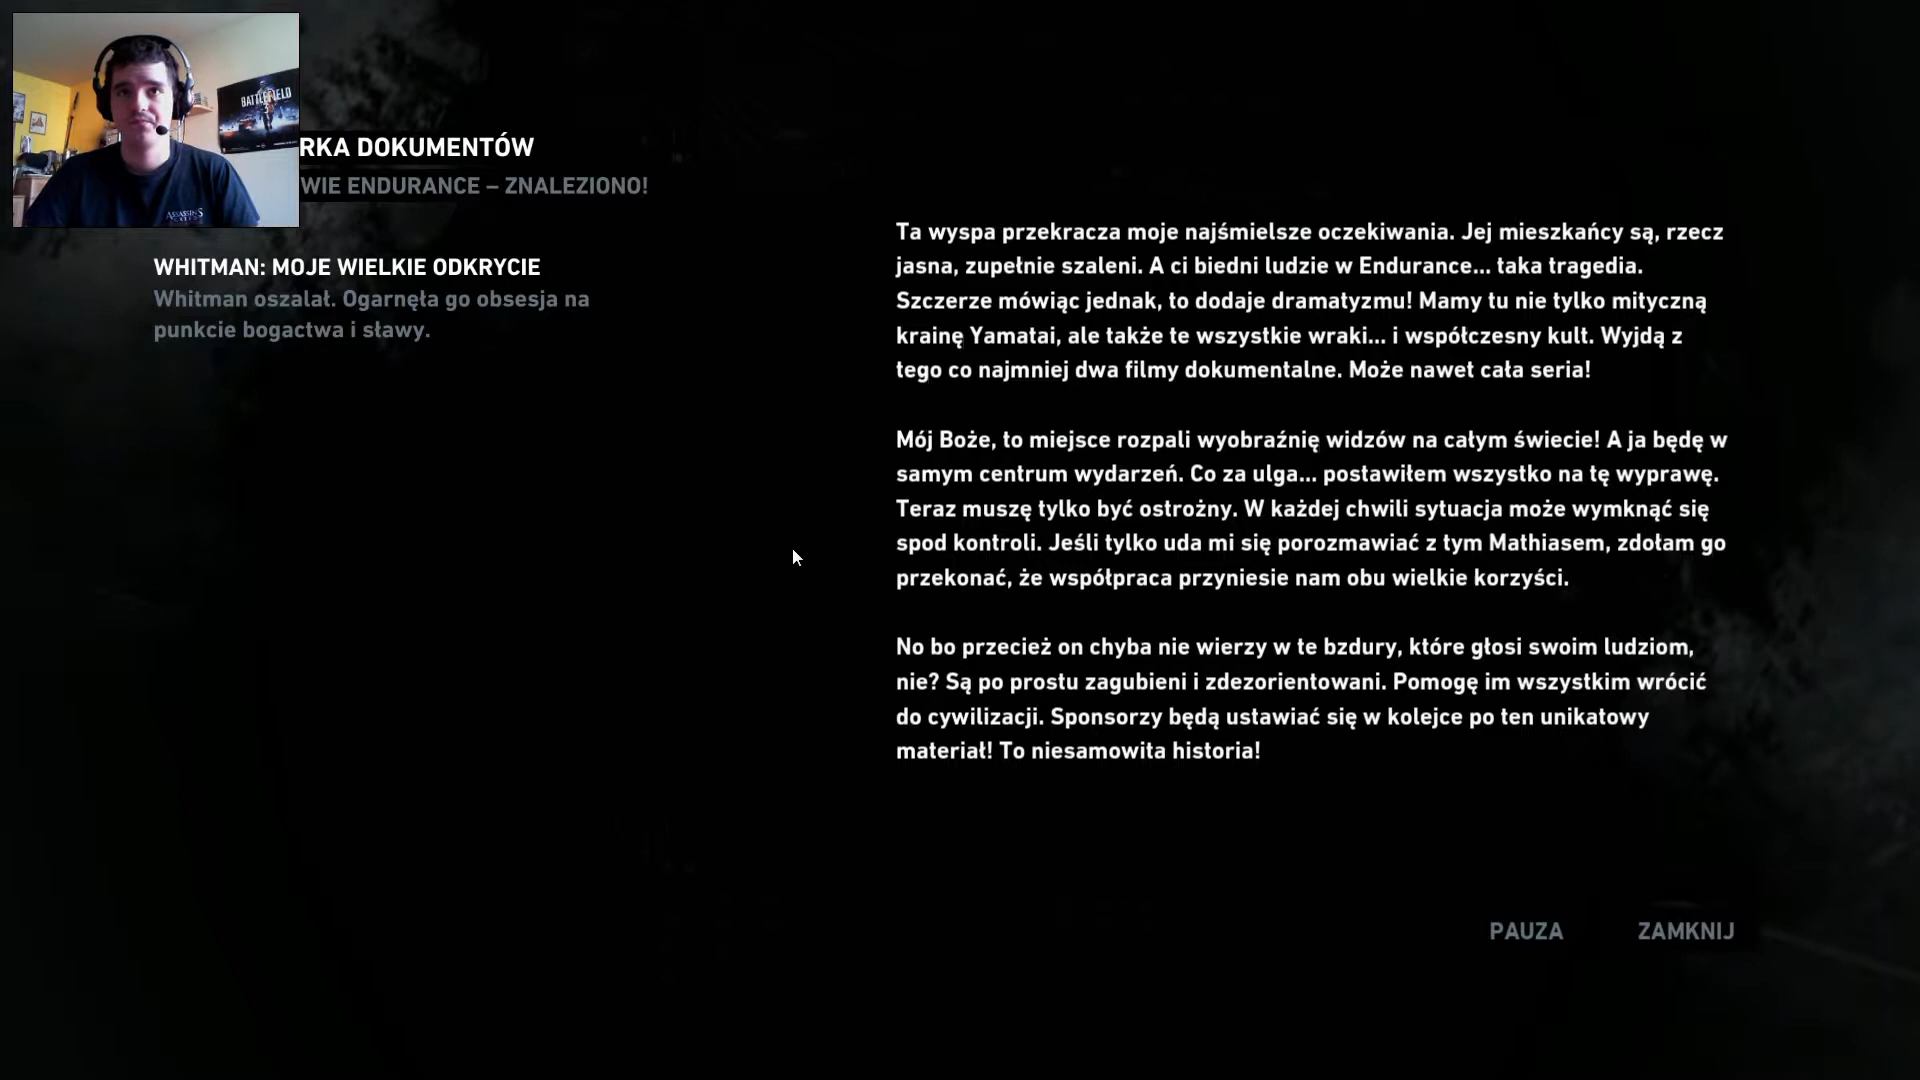 BATTLEFIELD
3
ASSASSIN'S
RKA DOKUMENTÓW
WIE ENDURANCE – ZNALEZIONO!
WHITMAN: MOJE WIELKIE ODKRYCIE
Whitman oszalał. Ogarnęła go obsesja na
punkcie bogactwa i sławy.
Ta wyspa przekracza moje najśmielsze oczekiwania. Jej mieszkańcy są, rzecz
jasna, zupełnie szaleni. A ci biedni ludzie w Endurance... taka tragedia.
Szczerze mówiąc jednak, to dodaje dramatyzmu! Mamy tu nie tylko mityczną
krainę Yamatai, ale także te wszystkie wraki... i współczesny kult. Wyjdą z
tego co najmniej dwa filmy dokumentalne. Może nawet cała seria!
Mój Boże, to miejsce rozpali wyobraźnię widzów na całym świecie! A ja będę w
samym centrum wydarzeń. Co za ulga... postawiłem wszystko na tę wyprawę.
Teraz muszę tylko być ostrożny. W każdej chwili sytuacja może wymknąć się
spod kontroli. Jeśli tylko uda mi się porozmawiać z tym Mathiasem, zdołam go
przekonać, że współpraca przyniesie nam obu wielkie korzyści.
No bo przecież on chyba nie wierzy w te bzdury, które głosi swoim ludziom,
nie? Są po prostu zagubieni i zdezorientowani. Pomogę im wszystkim wrócić
do cywilizacji. Sponsorzy będą ustawiać się w kolejce po ten unikatowy
materiał! To niesamowita historia!
PAUZA
ZAMKNIJ